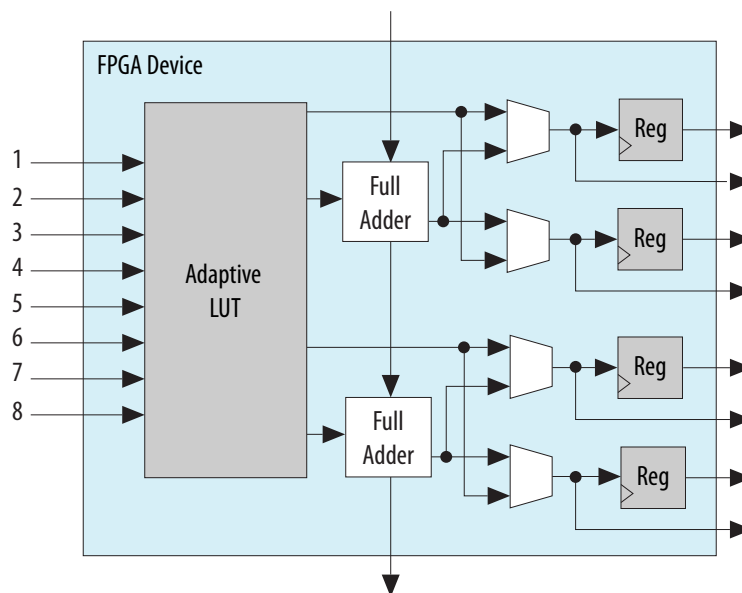 FPGA Device
1
2
3
4
5
6
7
8
Adaptive
LUT
Full
Adder
Full
Adder
Reg
Reg
Reg
Reg